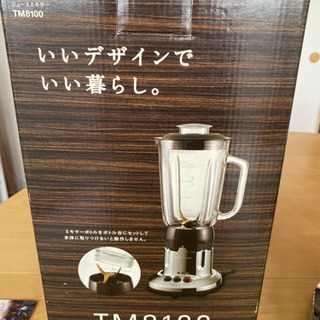 ジュースミキサー
TM8100
いいデザインで
いい暮らし。
ミキサーボトルをボトル台にセットして
本体に取りつけないと動作しません。
TM8100